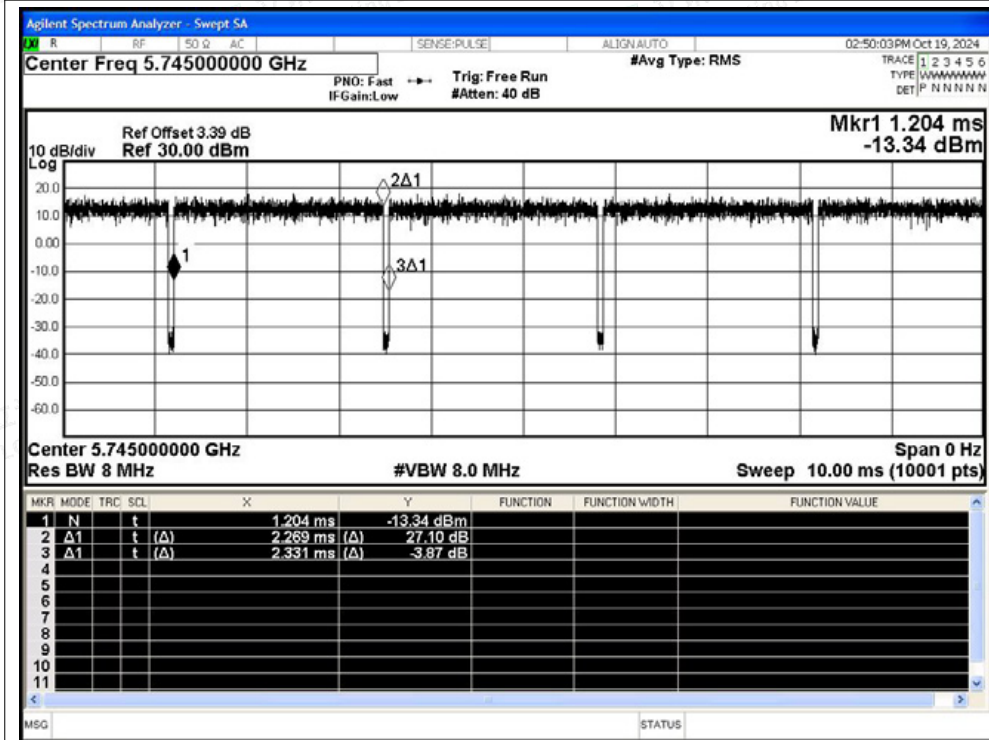 Agilent Spectrum Analyzer - Swept SA
LXI R RF 50 Ω AC SENSE:PULSE ALIGN AUTO 02:50:03 PM Oct 19, 2024
Center Freq 5.745000000 GHz #Avg Type: RMS TRACE 1 2 3 4 5 6
PNO: Fast Trig: Free Run TYPE WWWWWW
IFGain:Low #Atten: 40 dB DET P N N N N N
Mkr1 1.204 ms
Ref Offset 3.39 dB
10 dB/div Ref 30.00 dBm -13.34 dBm
Log
20.0
2Δ1
10.0
0.00
1
-10.0
3Δ1
-20.0
-30.0
-40.0
-50.0
-60.0
Center 5.745000000 GHz Span 0 Hz
Res BW 8 MHz #VBW 8.0 MHz Sweep 10.00 ms (10001 pts)
MKR MODE TRC SCL X Y FUNCTION FUNCTION WIDTH FUNCTION VALUE
1 N t 1.204 ms -13.34 dBm
2 Δ1 t (Δ) 2.269 ms (Δ) 27.10 dB
3 Δ1 t (Δ) 2.331 ms (Δ) -3.87 dB
4
5
6
7
8
9
10
11
MSG STATUS